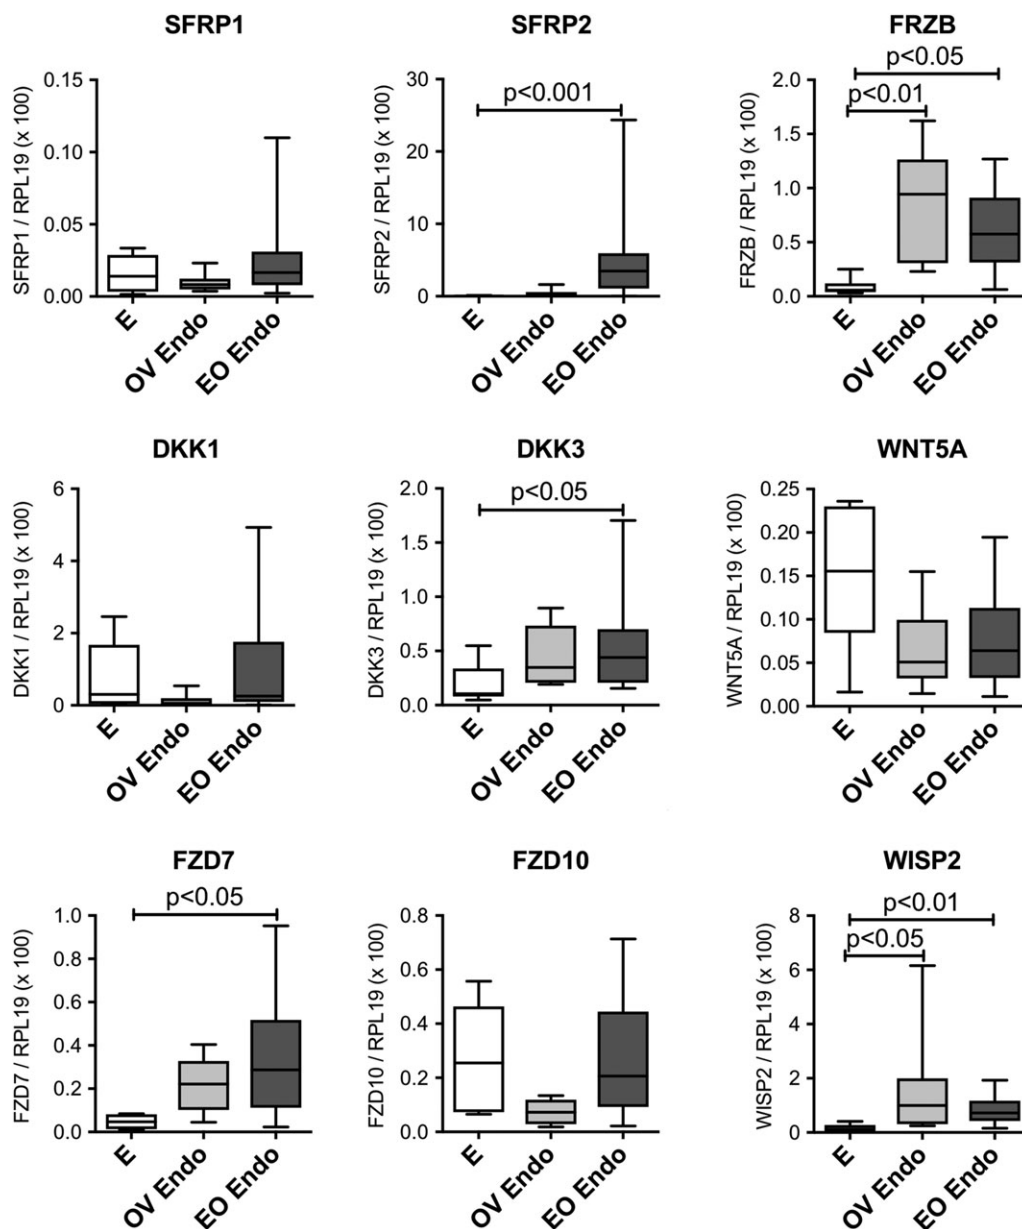 SFRP1
SFRP1 / RPL19 (x 100)
0.15
0.10
0.05
0.00
E
OV Endo
EO Endo
SFRP2
SFRP2 / RPL19 (x 100)
30
20
10
0
p<0.001
E
OV Endo
EO Endo
FRZB
FRZB / RPL19 (x 100)
2.0
1.5
1.0
0.5
0.0
p<0.05
p<0.01
E
OV Endo
EO Endo
DKK1
DKK1 / RPL19 (x 100)
6
4
2
0
E
OV Endo
EO Endo
DKK3
DKK3 / RPL19 (x 100)
2.0
1.5
1.0
0.5
0.0
p<0.05
E
OV Endo
EO Endo
WNT5A
WNT5A / RPL19 (x 100)
0.25
0.20
0.15
0.10
0.05
0.00
E
OV Endo
EO Endo
FZD7
FZD7 / RPL19 (x 100)
1.0
0.8
0.6
0.4
0.2
0.0
p<0.05
E
OV Endo
EO Endo
FZD10
FZD10 / RPL19 (x 100)
0.8
0.6
0.4
0.2
0.0
E
OV Endo
EO Endo
WISP2
WISP2 / RPL19 (x 100)
8
6
4
2
0
p<0.01
p<0.05
E
OV Endo
EO Endo